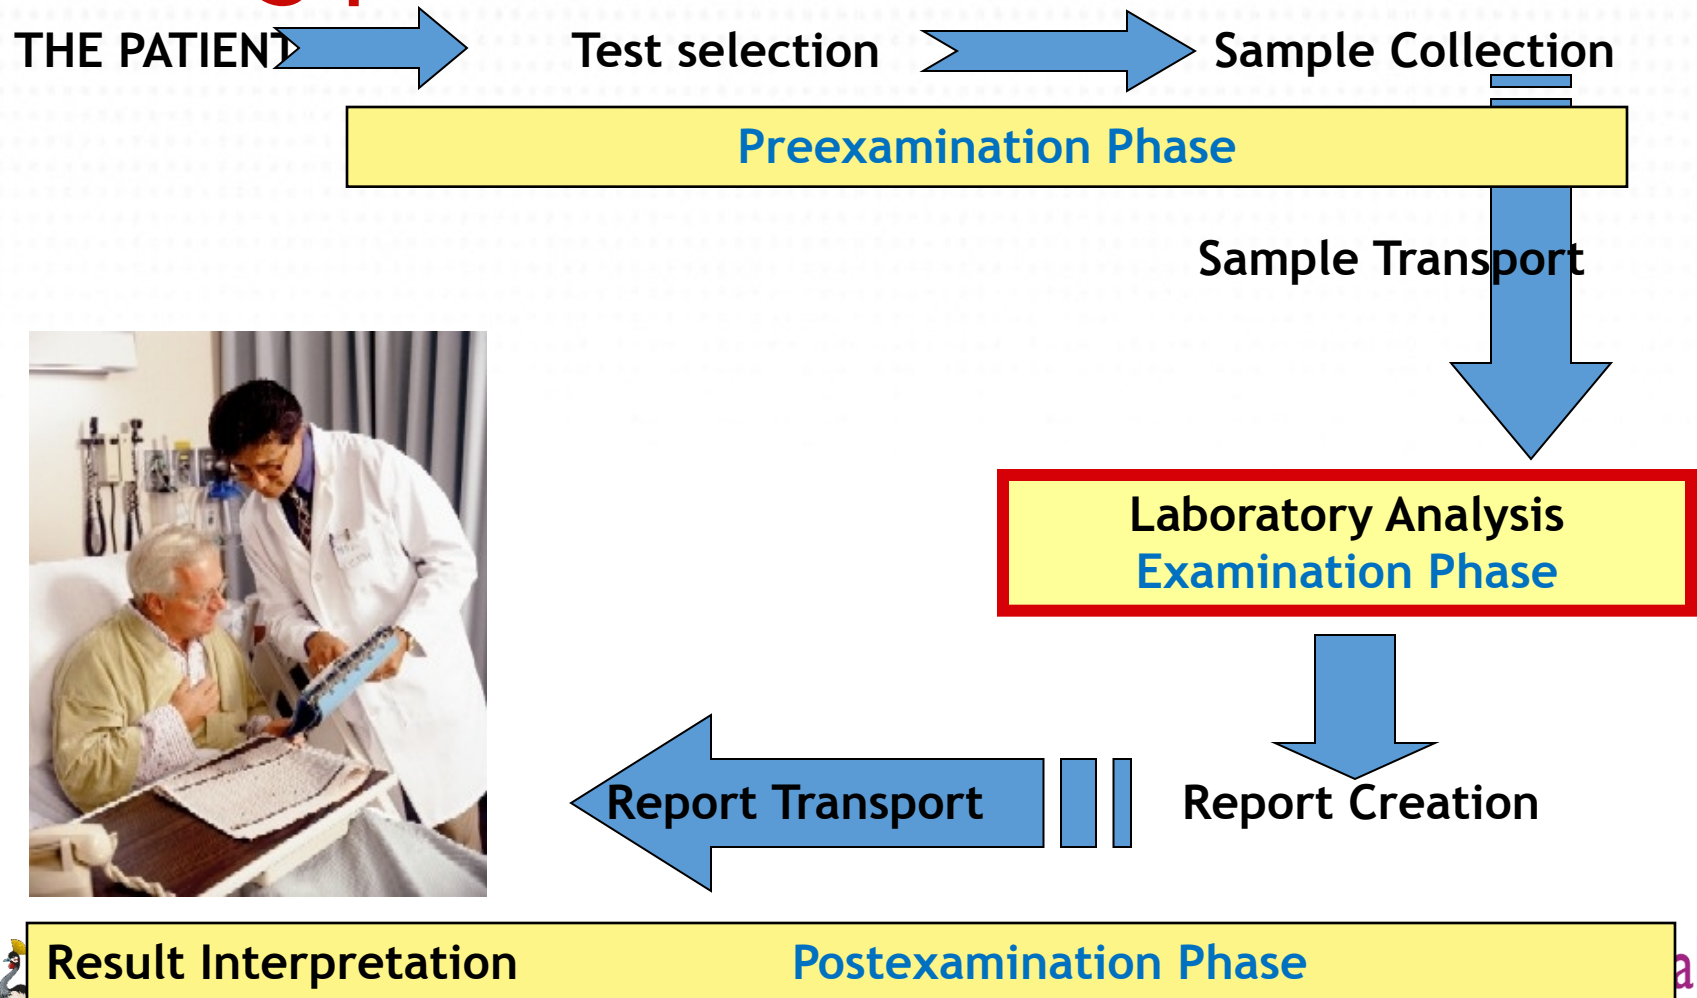 THE PATIENT
Test selection
Sample Collection
Preexamination Phase
Sample Transport
Laboratory Analysis
Examination Phase
Report Transport
Report Creation
Result Interpretation
Postexamination Phase